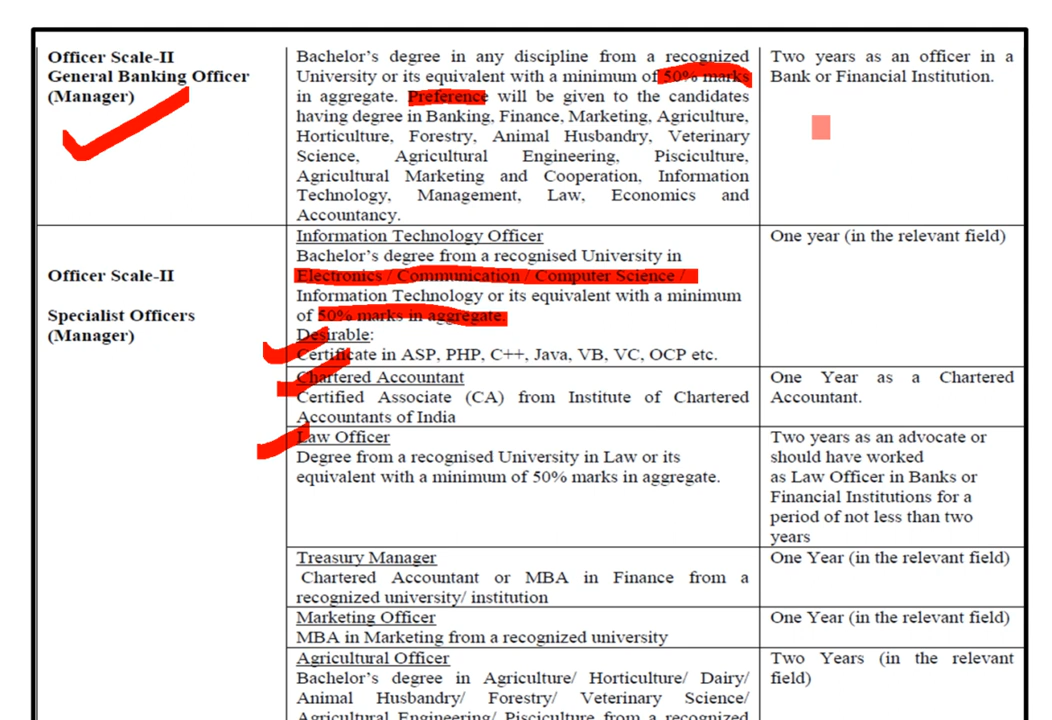 Officer Scale-II
General Banking Officer
(Manager)
Bachelor's degree in any discipline from a recognized
University or its equivalent with a minimum of 50% marks
in aggregate. Preference will be given to the candidates
having degree in Banking, Finance, Marketing, Agriculture,
Horticulture, Forestry, Animal Husbandry, Veterinary
Science, Agricultural Engineering, Pisciculture,
Agricultural Marketing and Cooperation, Information
Technology, Management, Law, Economics and
Accountancy.
Two years as an officer in a
Bank or Financial Institution.
Officer Scale-II
Specialist Officers
(Manager)
Information Technology Officer
Bachelor's degree from a recognised University in
Electronics / Communication / Computer Science /
Information Technology or its equivalent with a minimum
of 50% marks in aggregate.
Desirable:
Certificate in ASP, PHP, C++, Java, VB, VC, OCP etc.
One year (in the relevant field)
Chartered Accountant
Certified Associate (CA) from Institute of Chartered
Accountants of India
One Year as a Chartered
Accountant.
Law Officer
Degree from a recognised University in Law or its
equivalent with a minimum of 50% marks in aggregate.
Two years as an advocate or
should have worked
as Law Officer in Banks or
Financial Institutions for a
period of not less than two
years
Treasury Manager
Chartered Accountant or MBA in Finance from a
recognized university/ institution
One Year (in the relevant field)
Marketing Officer
MBA in Marketing from a recognized university
One Year (in the relevant field)
Agricultural Officer
Bachelor's degree in Agriculture/ Horticulture/ Dairy/
Animal Husbandry/ Forestry/ Veterinary Science/
Agricultural Engineering/ Pisciculture from a recognized
Two Years (in the relevant
field)